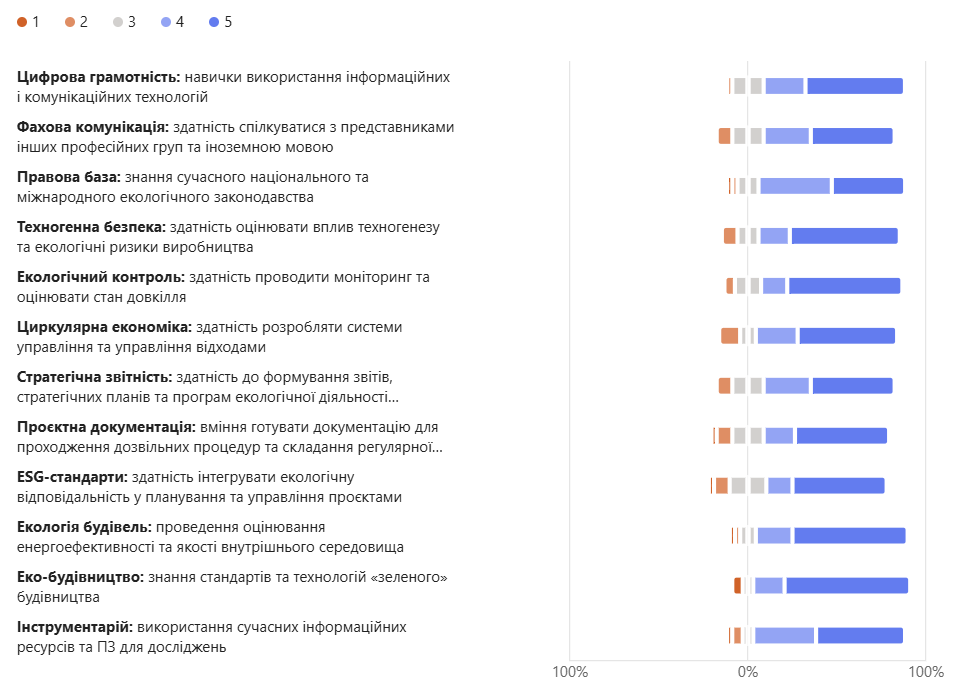 1 2 3 4 5
Цифрова грамотність: навички використання інформаційних
і комунікаційних технологій
Фахова комунікація: здатність спілкуватися з представниками
інших професійних груп та іноземною мовою
Правова база: знання сучасного національного та
міжнародного екологічного законодавства
Техногенна безпека: здатність оцінювати вплив техногенезу
та екологічні ризики виробництва
Екологічний контроль: здатність проводити моніторинг та
оцінювати стан довкілля
Циркулярна економіка: здатність розробляти системи
управління та управління відходами
Стратегічна звітність: здатність до формування звітів,
стратегічних планів та програм екологічної діяльності...
Проєктна документація: вміння готувати документацію для
проходження дозвільних процедур та складання регулярної...
ESG-стандарти: здатність інтегрувати екологічну
відповідальність у планування та управління проєктами
Екологія будівель: проведення оцінювання
енергоефективності та якості внутрішнього середовища
Еко-будівництво: знання стандартів та технологій «зеленого»
будівництва
Інструментарій: використання сучасних інформаційних
ресурсів та ПЗ для досліджень
100% 0% 100%